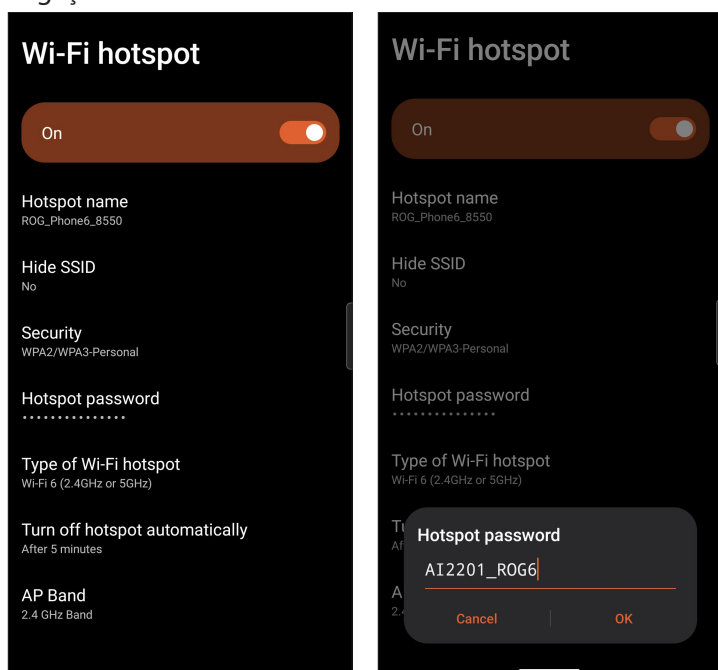 Wi-Fi hotspot
On
Hotspot name
ROG_Phone6_8550
Hide SSID
No
Security
WPA2/WPA3-Personal
Hotspot password
•••••••••••••••
Type of Wi-Fi hotspot
Wi-Fi 6 (2.4GHz or 5GHz)
Turn off hotspot automatically
After 5 minutes
AP Band
2.4 GHz Band
Wi-Fi hotspot
On
Hotspot name
ROG_Phone6_8550
Hide SSID
No
Security
WPA2/WPA3-Personal
Hotspot password
•••••••••••••••
Type of Wi-Fi hotspot
Wi-Fi 6 (2.4GHz or 5GHz)
Hotspot password
AI2201_ROG6
Cancel OK